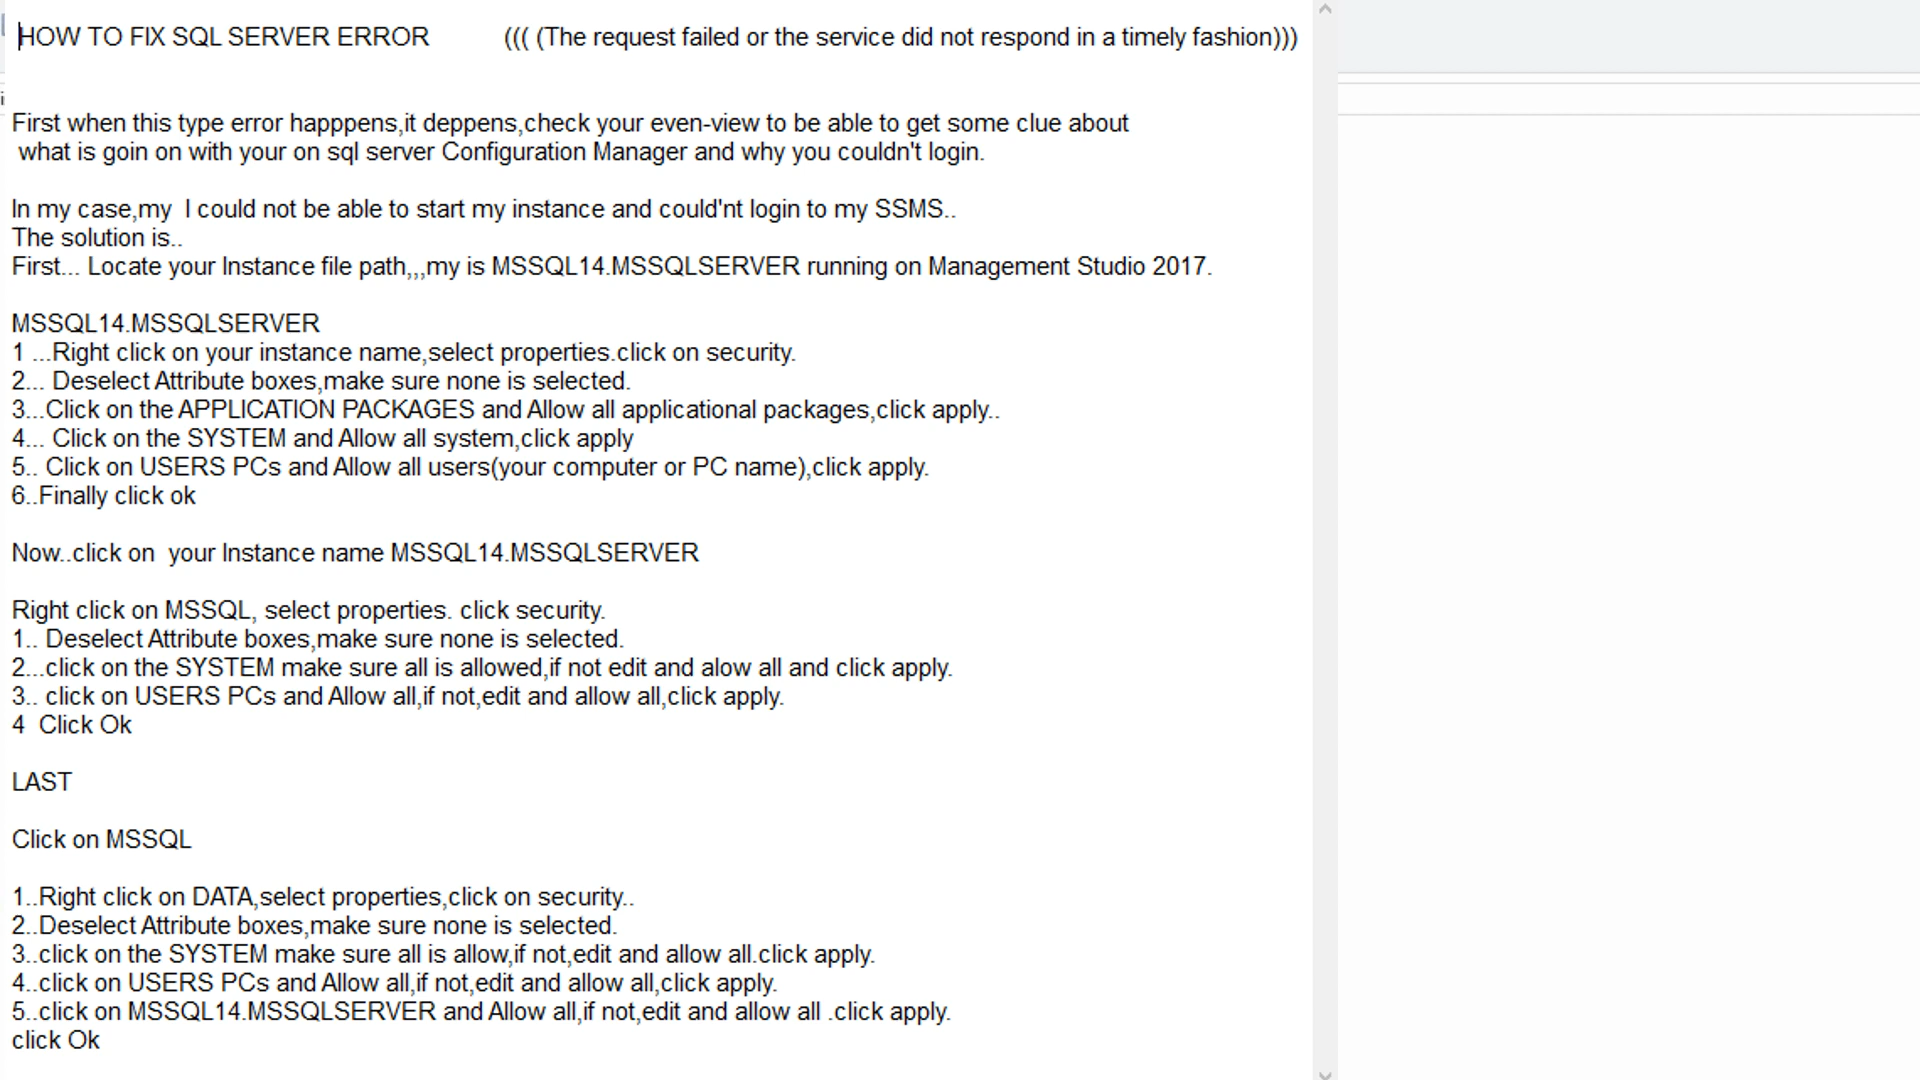 HOW TO FIX SQL SERVER ERROR ((( (The request failed or the service did not respond in a timely fashion)))
First when this type error happpens,it deppens,check your even-view to be able to get some clue about
what is goin on with your on sql server Configuration Manager and why you couldn't login.
In my case,my I could not be able to start my instance and could'nt login to my SSMS..
The solution is..
First... Locate your Instance file path,,,my is MSSQL14.MSSQLSERVER running on Management Studio 2017.
MSSQL14.MSSQLSERVER
1 ...Right click on your instance name,select properties.click on security.
2... Deselect Attribute boxes,make sure none is selected.
3...Click on the APPLICATION PACKAGES and Allow all applicational packages,click apply..
4... Click on the SYSTEM and Allow all system,click apply
5.. Click on USERS PCs and Allow all users(your computer or PC name),click apply.
6..Finally click ok
Now..click on your Instance name MSSQL14.MSSQLSERVER
Right click on MSSQL, select properties. click security.
1.. Deselect Attribute boxes,make sure none is selected.
2...click on the SYSTEM make sure all is allowed,if not edit and alow all and click apply.
3.. click on USERS PCs and Allow all,if not,edit and allow all,click apply.
4 Click Ok
LAST
Click on MSSQL
1..Right click on DATA,select properties,click on security..
2..Deselect Attribute boxes,make sure none is selected.
3..click on the SYSTEM make sure all is allow,if not,edit and allow all.click apply.
4..click on USERS PCs and Allow all,if not,edit and allow all,click apply.
5..click on MSSQL14.MSSQLSERVER and Allow all,if not,edit and allow all .click apply.
click Ok